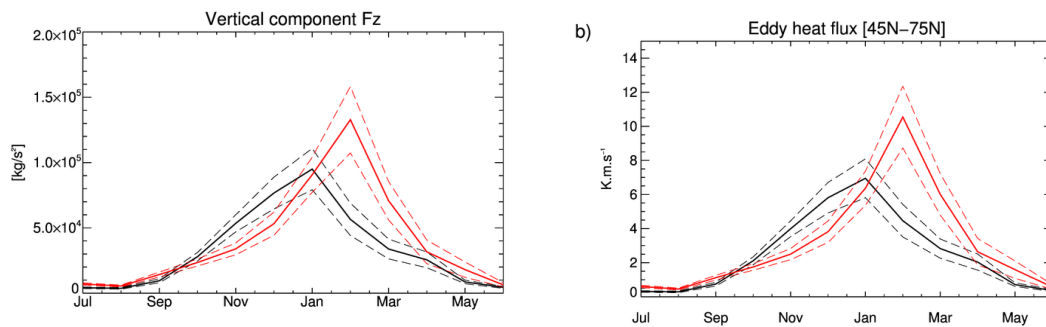 Vertical component Fz
2.0×10⁵
1.5×10⁵
1.0×10⁵
5.0×10⁴
0
[kg/s²]
Jul Sep Nov Jan Mar May
b)
Eddy heat flux [45N−75N]
14
12
10
8
6
4
2
0
K.m.s⁻¹
Jul Sep Nov Jan Mar May